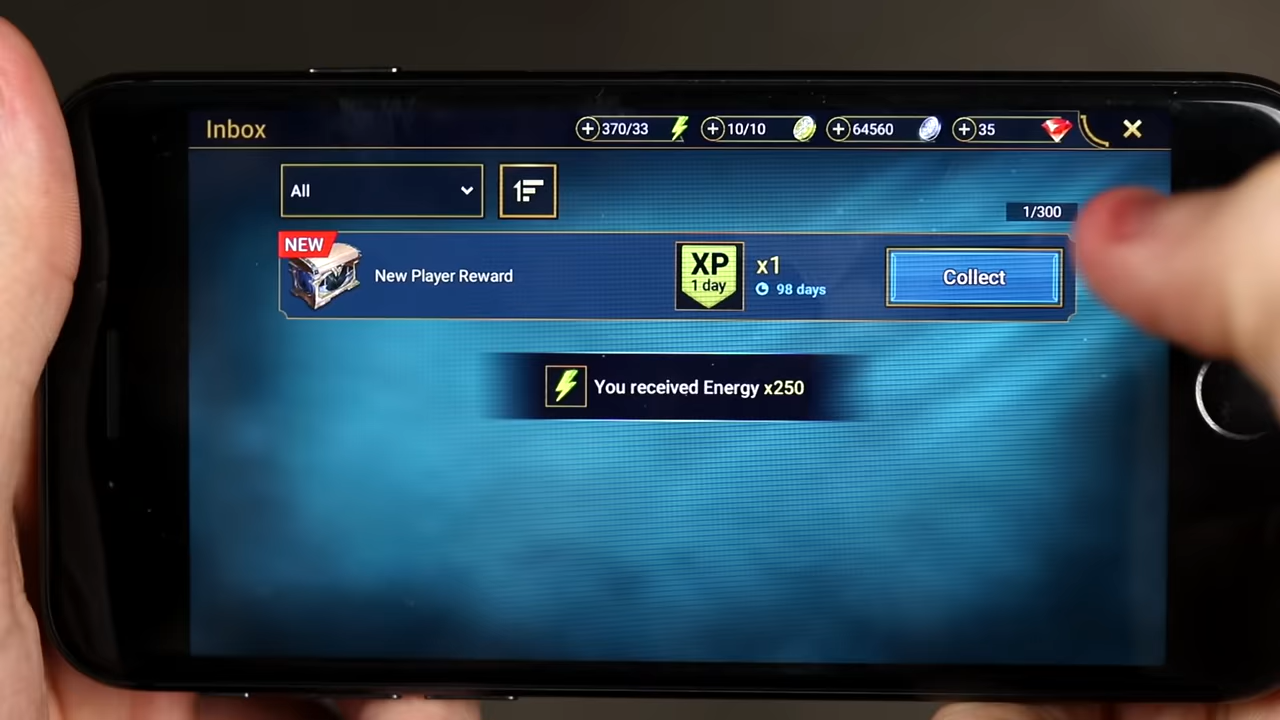 Inbox
370/33
10/10
64560
35
All
1/300
NEW
New Player Reward
XP
1 day
x1
98 days
Collect
You received Energy x250